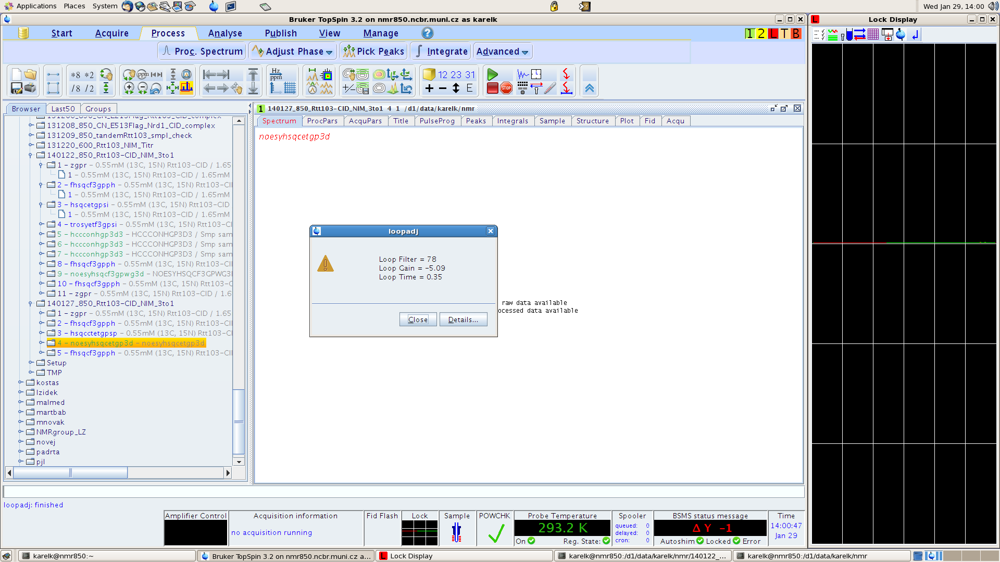 Applications Places System
Wed Jan 29, 14:00
Bruker TopSpin 3.2 on nmr850.ncbr.muni.cz as karelk
Lock Display
Start Acquire Process Analyse Publish View Manage
1 2 L T B
Proc. Spectrum Adjust Phase Pick Peaks Integrate Advanced
*8 *2
/8 /2
ppm
Hz
ppm
12 23 31
E
STOP
Browser Last50 Groups
1 140127_850_Rtt103-CID_NIM_3to1 4 1 /d1/data/karelk/nmr
Spectrum ProcPars AcquPars Title PulseProg Peaks Integrals Sample Structure Plot Fid Acqu
noesyhsqcetgp3d
131208_850_CN_E513Flag_Nrd1_CID_complex
131209_850_tandemRtt103_smpl_check
131220_600_Rtt103_NIM_Titr
140122_850_Rtt103-CID_NIM_3to1
1 - zgpr - 0.55mM (13C, 15N) Rtt103-CID / 1.65
1 - 0.55mM (13C, 15N) Rtt103-CID / 1.65mM
2 - fhsqcf3gpph - 0.55mM (13C, 15N) Rtt103-CI
1 - 0.55mM (13C, 15N) Rtt103-CID / 1.65mM
3 - hsqcetgpsi - 0.55mM (13C, 15N) Rtt103-CID
1 - 0.55mM (13C, 15N) Rtt103-CID / 1.65mM
4 - trosyetf3gpsi - 0.55mM (13C, 15N) Rtt103-C
5 - hccconhgp3d3 - HCCCONHGP3D3 / Smp sam
6 - hccconhgp3d3 - HCCCONHGP3D3 / Smp sam
7 - hccconhgp3d3 - HCCCONHGP3D3 / Smp sam
8 - fhsqcf3gpph - 0.55mM (13C, 15N) Rtt103-CI
9 - noesyhsqcf3gpwg3d - NOESYHSQCF3GPWG3
10 - fhsqcf3gpph - 0.55mM (13C, 15N) Rtt103-C
11 - zgpr - 0.55mM (13C, 15N) Rtt103-CID / 1.6
140127_850_Rtt103-CID_NIM_3to1
1 - zgpr - 0.55mM (13C, 15N) Rtt103-CID / 1.65
2 - fhsqcf3gpph - 0.55mM (13C, 15N) Rtt103-CI
3 - hsqcctetgpsp - 0.55mM (13C, 15N) Rtt103-C
4 - noesyhsqcetgp3d - noesyhsqcetgp3d
5 - fhsqcf3gpph - 0.55mM (13C, 15N) Rtt103-CI
Setup
TMP
kostas
lzidek
malmed
martbab
mnovak
NMRgroup_LZ
novej
padrta
pjl
loopadj
Loop Filter = 78
Loop Gain = -5.09
Loop Time = 0.35
Close Details...
raw data available
ocessed data available
loopadj: finished
Amplifier Control
Acquisition information
no acquisition running
Fid Flash
Lock
Sample
POWCHK
Probe Temperature
293.2 K
On Reg. State:
Spooler
queued: 0
delayed: 0
cron: 0
BSMS status message
Δ Y -1
Autoshim Locked Error
Time
14:00:47
Jan 29
karelk@nmr850:~
Bruker TopSpin 3.2 on nmr850.ncbr.muni.cz a...
L Lock Display
karelk@nmr850:/d1/data/karelk/nmr/140122_...
karelk@nmr850:/d1/data/karelk/nmr